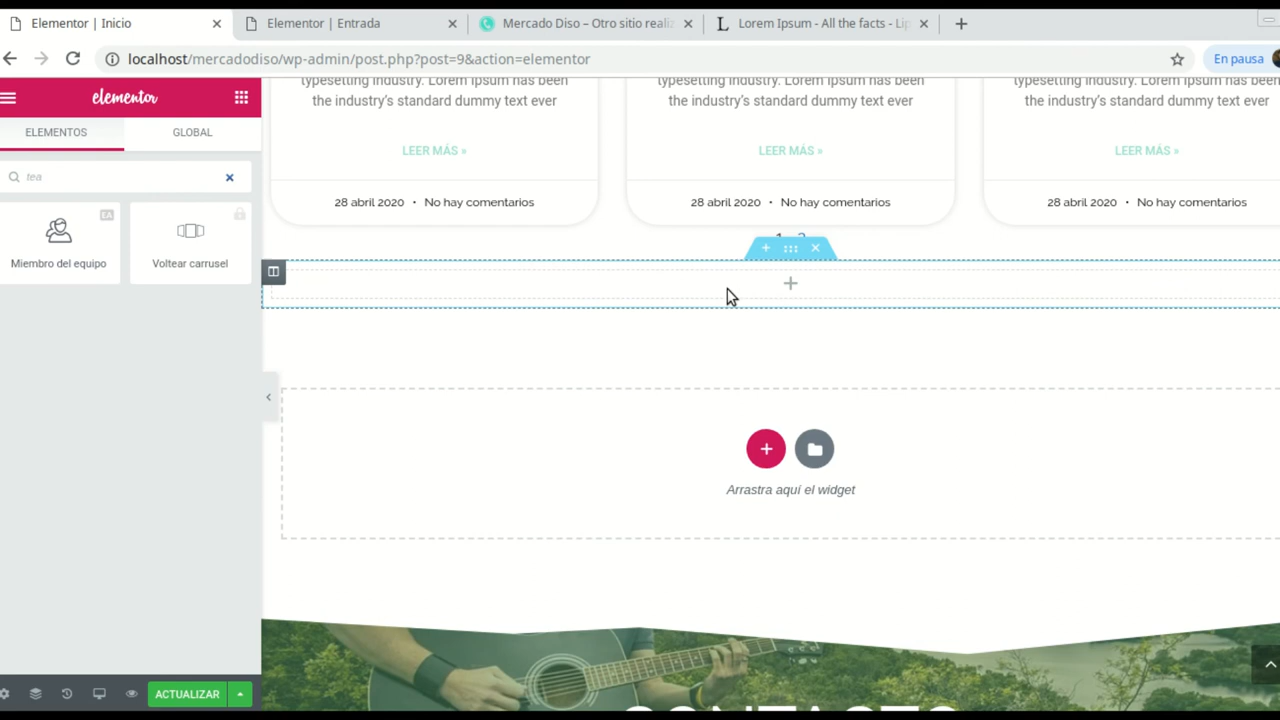 Elementor | Inicio
Elementor | Entrada
Mercado Diso – Otro sitio realiz
Lorem Ipsum - All the facts - Lip
localhost/mercadodiso/wp-admin/post.php?post=9&action=elementor
En pausa
elementor
ELEMENTOS
GLOBAL
tea
EA
Miembro del equipo
Voltear carrusel
ACTUALIZAR
typesetting industry. Lorem Ipsum has been
the industry's standard dummy text ever
LEER MÁS »
28 abril 2020 • No hay comentarios
typesetting industry. Lorem Ipsum has been
the industry's standard dummy text ever
LEER MÁS »
28 abril 2020 • No hay comentarios
typesetting industry. Lorem Ipsum has
the industry's standard dummy text
LEER MÁS »
28 abril 2020 • No hay comentarios
1 2
Arrastra aquí el widget
CONTACTO